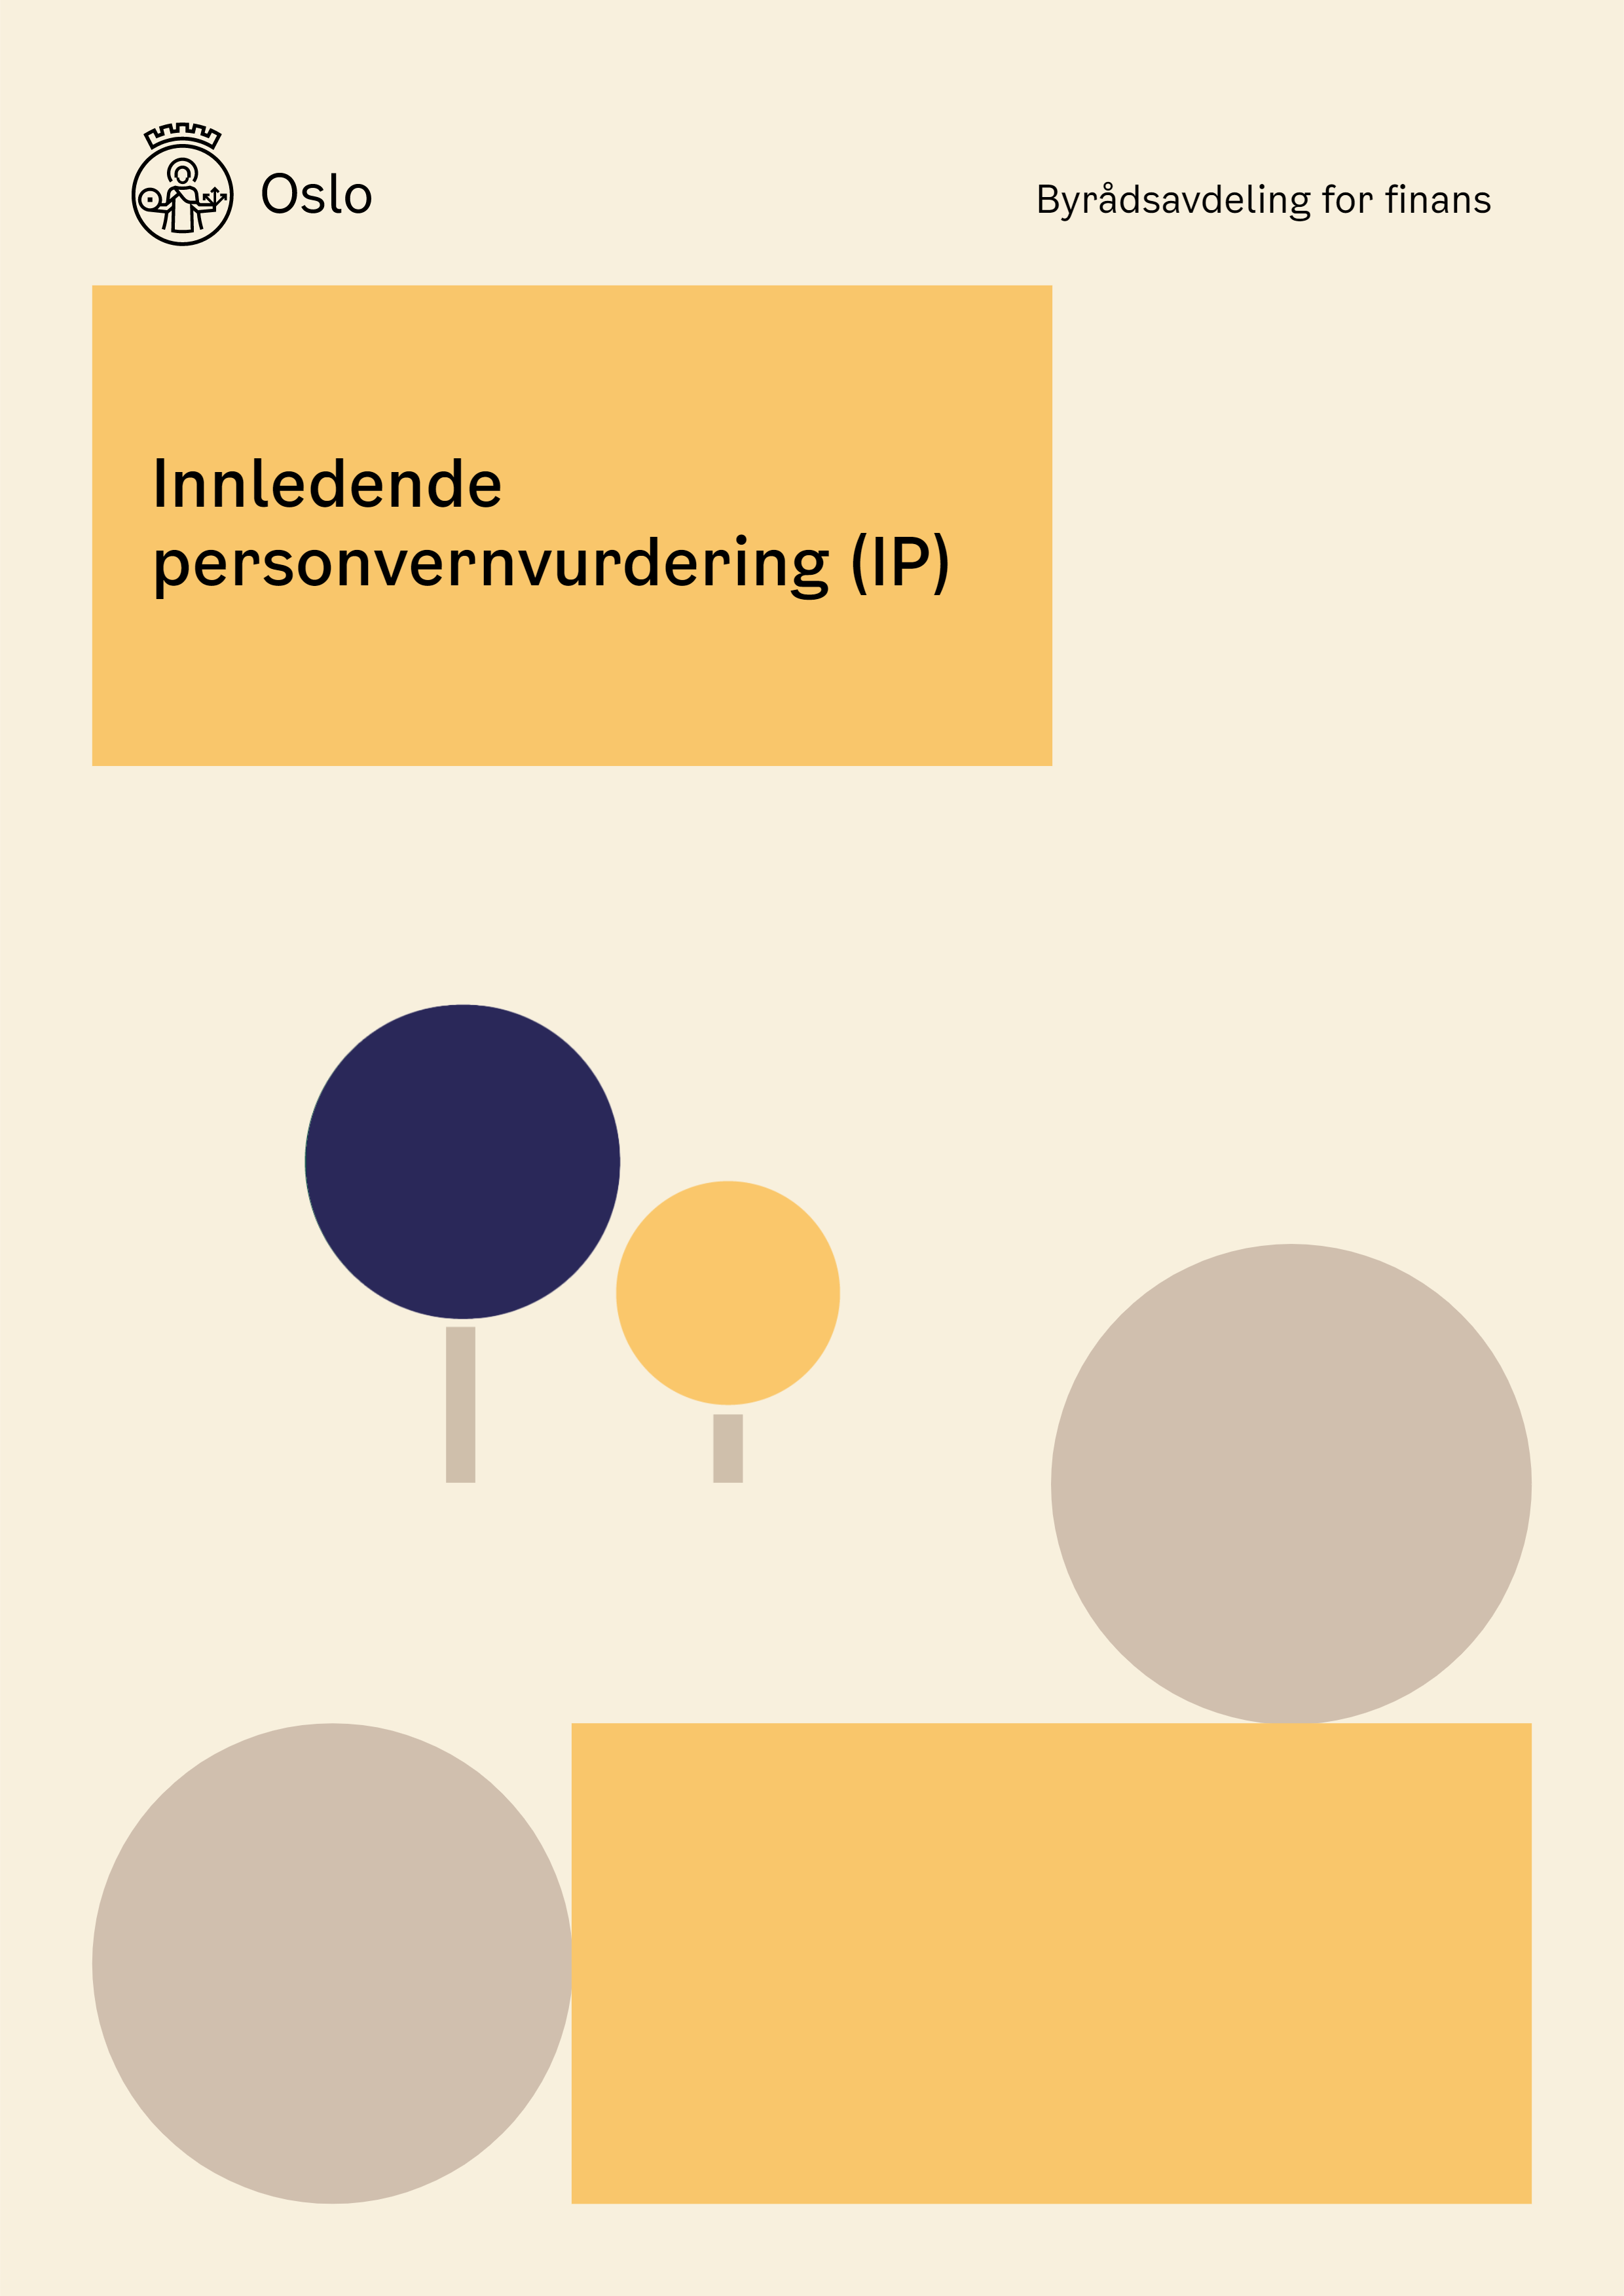 Oslo
Byrådsavdeling for finans
Innledende
personvernvurdering (IP)